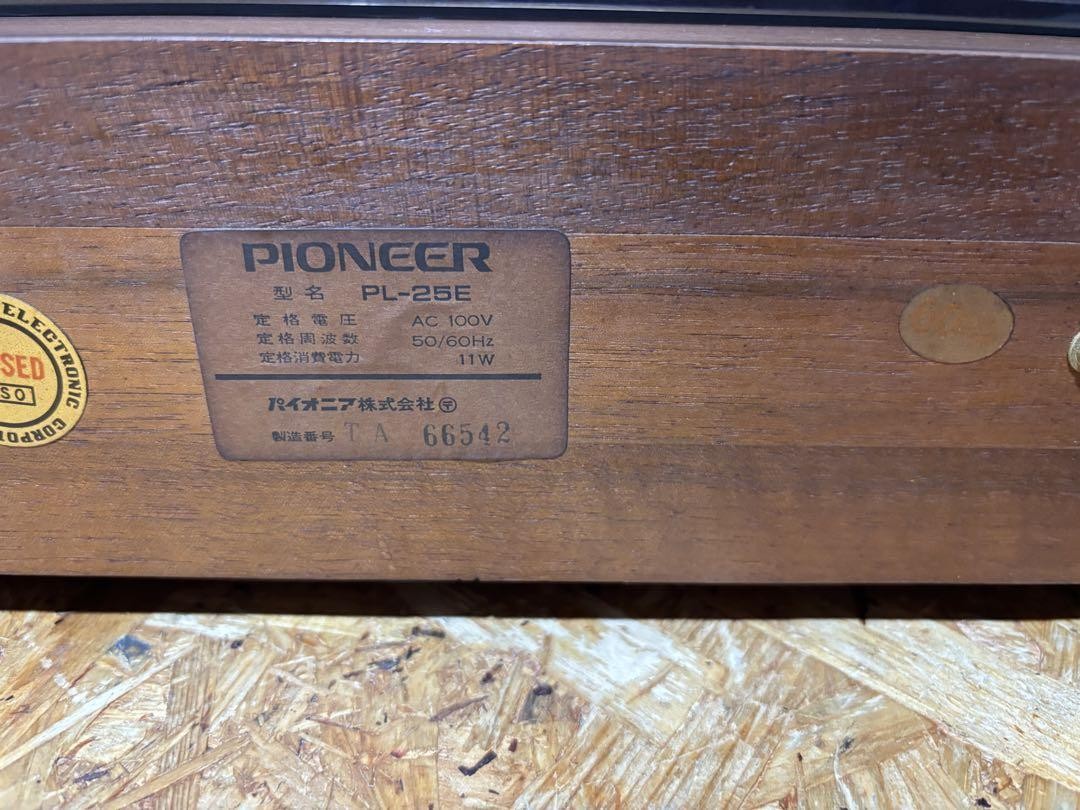 ELECTRONIC CORPOR
SED
SO
PIONEER
型名 PL-25E
定格電圧 AC 100V
定格周波数 50/60Hz
定格消費電力 11W
パイオニア株式会社 〒
製造番号 TA 66542